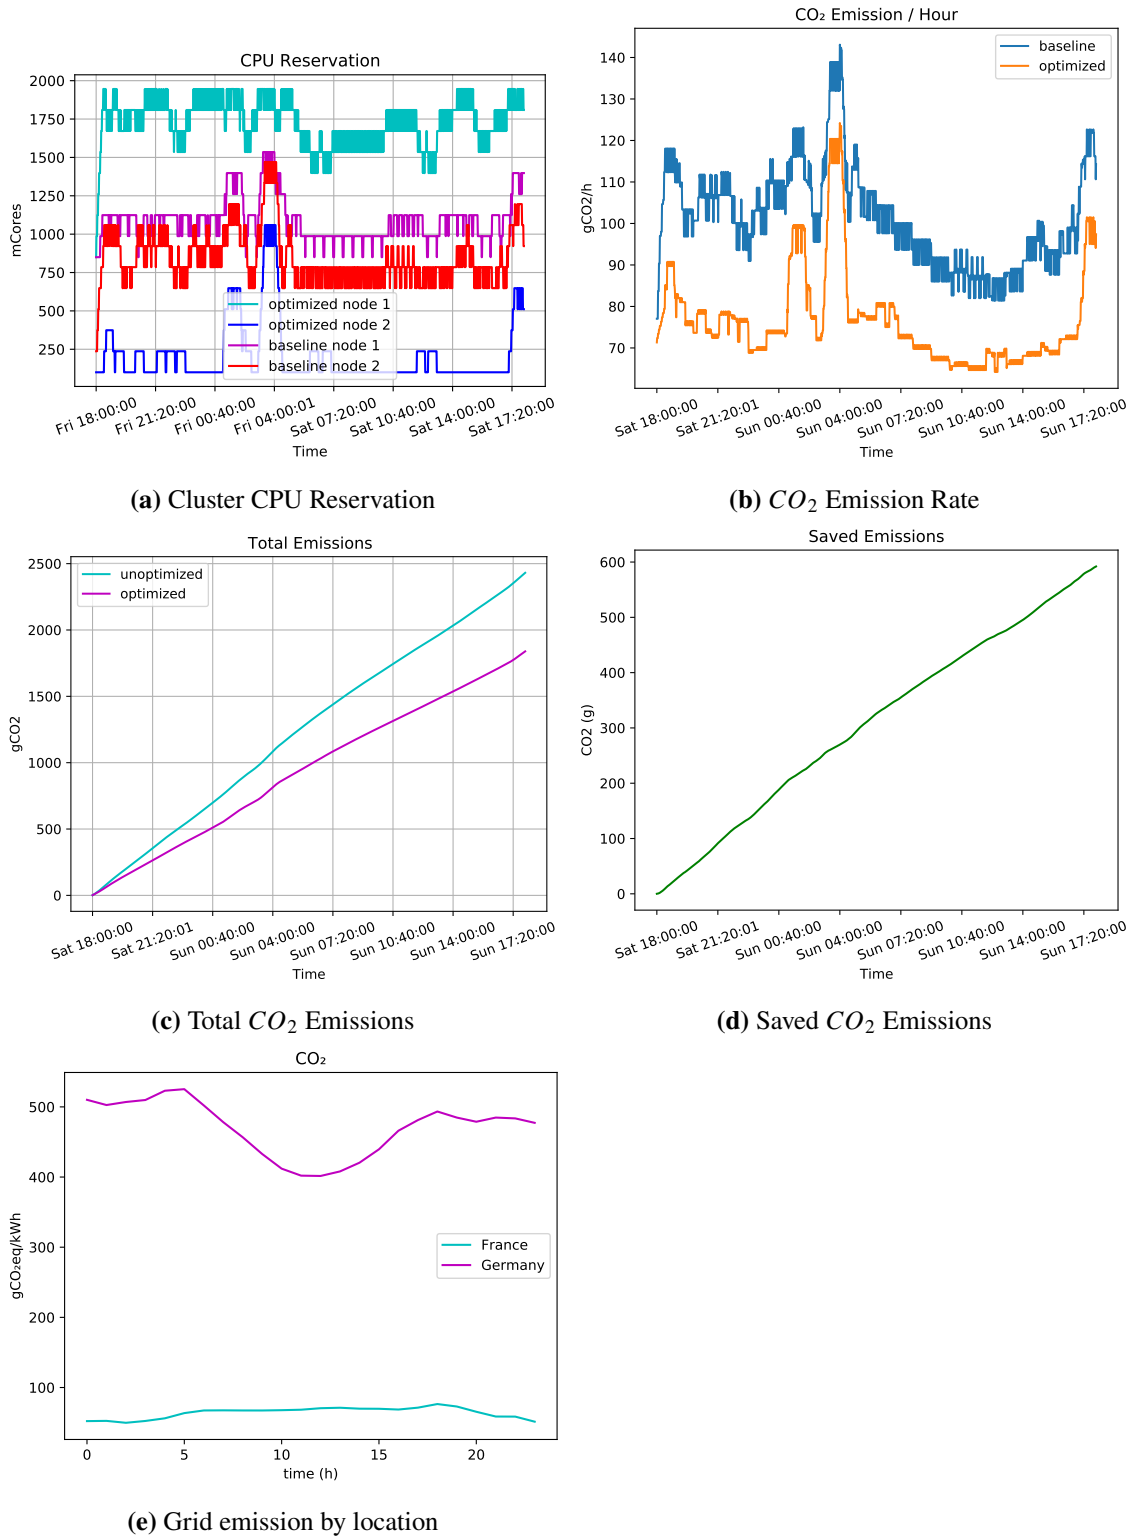 CPU Reservation
2000
1750
1500
1250
1000
750
500
250
mCores
optimized node 1
optimized node 2
baseline node 1
baseline node 2
Fri 18:00:00
Fri 21:20:00
Fri 00:40:00
Fri 04:00:01
Sat 07:20:00
Sat 10:40:00
Sat 14:00:00
Sat 17:20:00
Time
(a) Cluster CPU Reservation
CO₂ Emission / Hour
140
130
120
110
100
90
80
70
gCO2/h
baseline
optimized
Sat 18:00:00
Sat 21:20:01
Sun 00:40:00
Sun 04:00:00
Sun 07:20:00
Sun 10:40:00
Sun 14:00:00
Sun 17:20:00
Time
(b) CO₂ Emission Rate
Total Emissions
2500
2000
1500
1000
500
0
gCO2
unoptimized
optimized
Sat 18:00:00
Sat 21:20:01
Sun 00:40:00
Sun 04:00:00
Sun 07:20:00
Sun 10:40:00
Sun 14:00:00
Sun 17:20:00
Time
(c) Total CO₂ Emissions
Saved Emissions
600
500
400
300
200
100
0
CO2 (g)
Sat 18:00:00
Sat 21:20:01
Sun 00:40:00
Sun 04:00:00
Sun 07:20:00
Sun 10:40:00
Sun 14:00:00
Sun 17:20:00
Time
(d) Saved CO₂ Emissions
CO₂
500
400
300
200
100
gCO₂eq/kWh
France
Germany
0
5
10
15
20
time (h)
(e) Grid emission by location